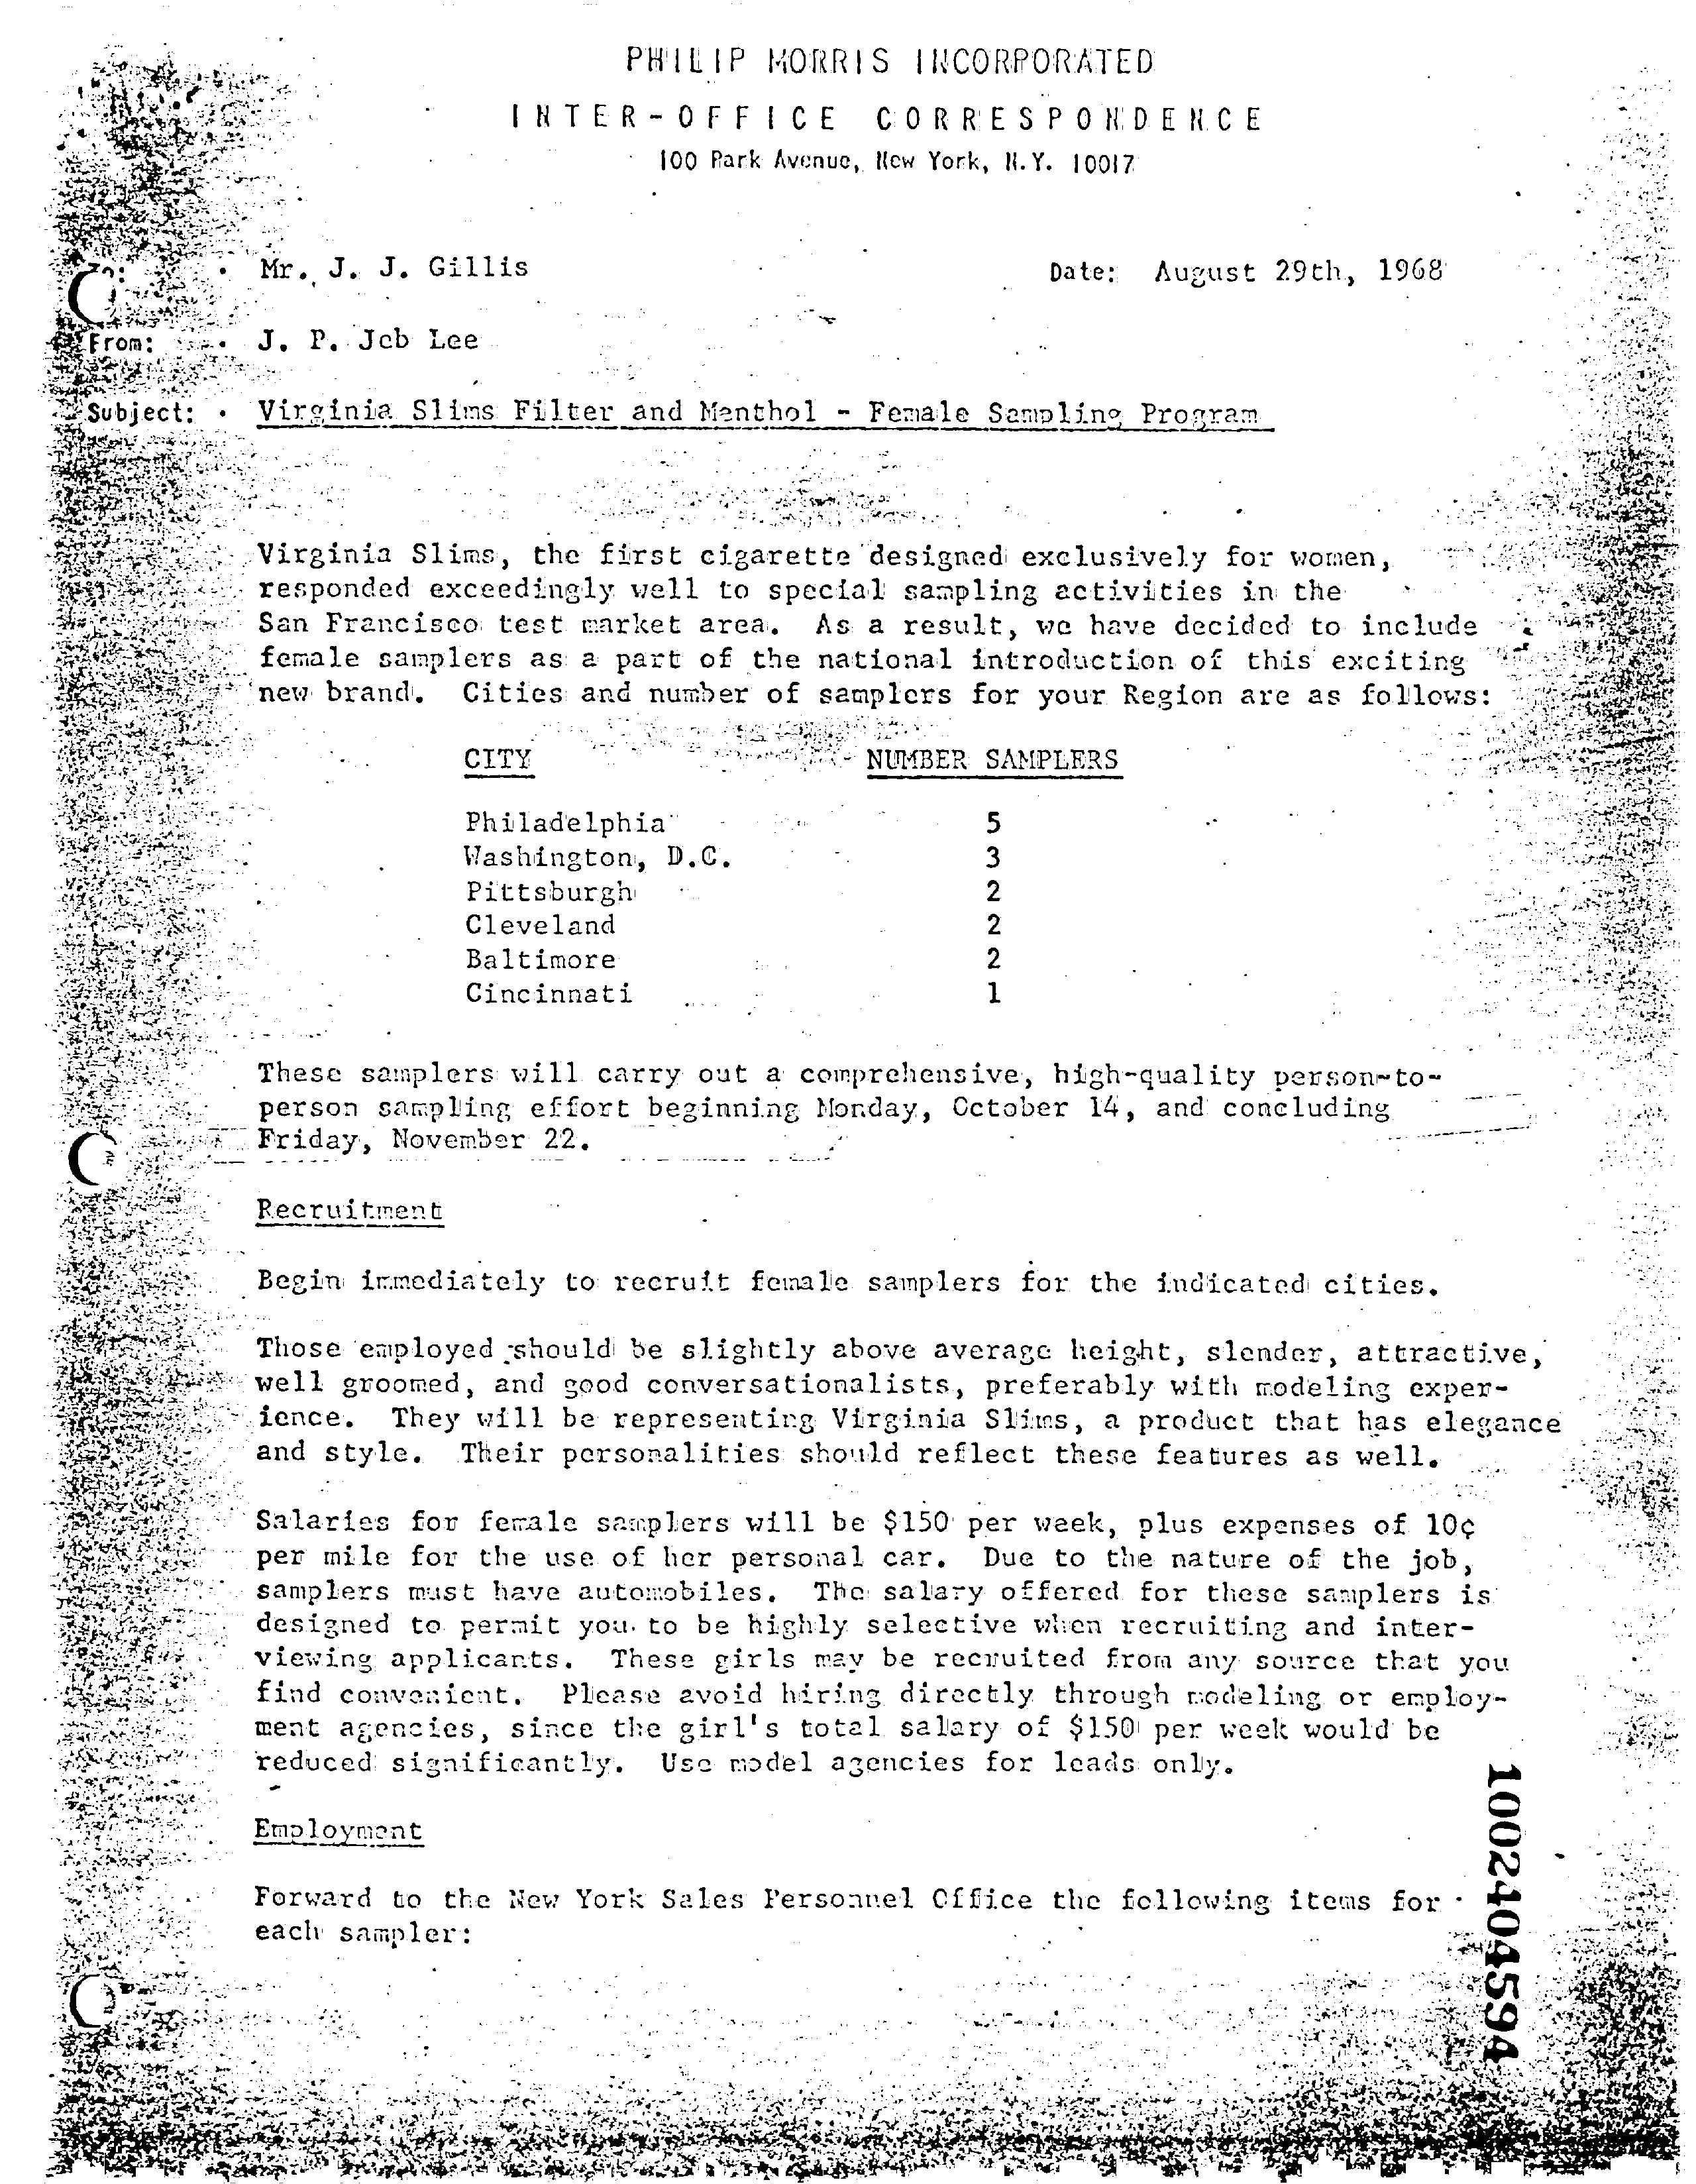 PHILIP MORRIS INCORPORATED
INTER-OFFICE CORRESPONDENCE
100 Park Avenue, New York, N.Y. 10017
To: Mr. J. J. Gillis Date: August 29th, 1968
From: J. P. Jeb Lee
Subject: Virginia Slims Filter and Menthol - Female Sampling Program
Virginia Slims, the first cigarette designed exclusively for women,
responded exceedingly well to special sampling activities in the
San Francisco test market area. As a result, we have decided to include
female samplers as a part of the national introduction of this exciting
new brand. Cities and number of samplers for your Region are as follows:
CITY NUMBER SAMPLERS
Philadelphia 5
Washington, D.C. 3
Pittsburgh 2
Cleveland 2
Baltimore 2
Cincinnati 1
These samplers will carry out a comprehensive, high-quality person-to-
person sampling effort beginning Monday, October 14, and concluding
Friday, November 22.
Recruitment
Begin immediately to recruit female samplers for the indicated cities.
Those employed should be slightly above average height, slender, attractive,
well groomed, and good conversationalists, preferably with modeling exper-
ience. They will be representing Virginia Slims, a product that has elegance
and style. Their personalities should reflect these features as well.
Salaries for female samplers will be $150 per week, plus expenses of 10¢
per mile for the use of her personal car. Due to the nature of the job,
samplers must have automobiles. The salary offered for these samplers is
designed to permit you to be highly selective when recruiting and inter-
viewing applicants. These girls may be recruited from any source that you
find convenient. Please avoid hiring directly through modeling or employ-
ment agencies, since the girl's total salary of $150 per week would be
reduced significantly. Use model agencies for leads only.
Employment
Forward to the New York Sales Personnel Office the following items for
each sampler:
1002404594